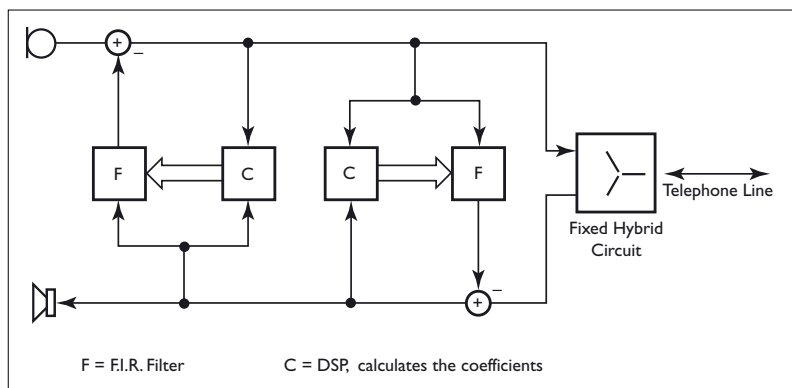 +
−
F
C
C
F
Telephone Line
Fixed Hybrid
Circuit
−
+
F = F.I.R. Filter
C = DSP, calculates the coefficients